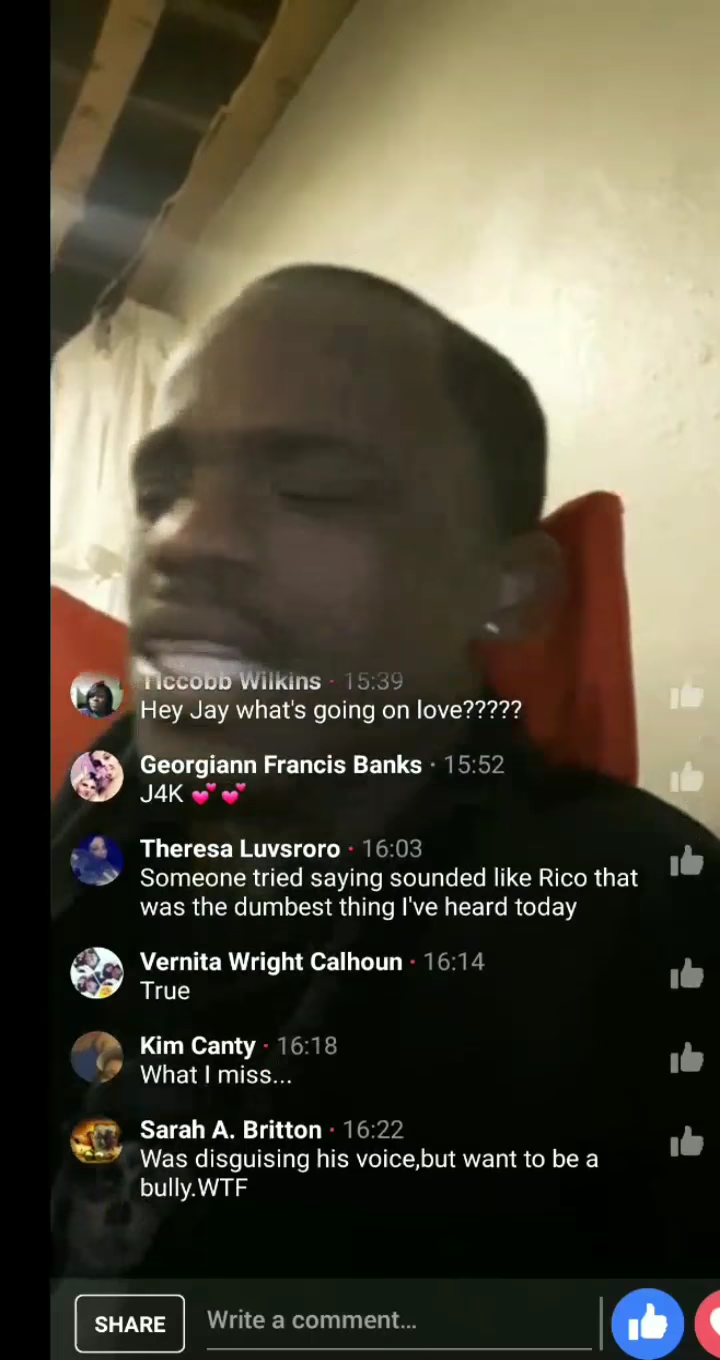 Ticcobb Wilkins · 15:39
Hey Jay what's going on love?????
Georgiann Francis Banks · 15:52
J4K 💕💕
Theresa Luvsroro · 16:03
Someone tried saying sounded like Rico that
was the dumbest thing I've heard today
Vernita Wright Calhoun · 16:14
True
Kim Canty · 16:18
What I miss...
Sarah A. Britton · 16:22
Was disguising his voice,but want to be a
bully.WTF
SHARE
Write a comment...